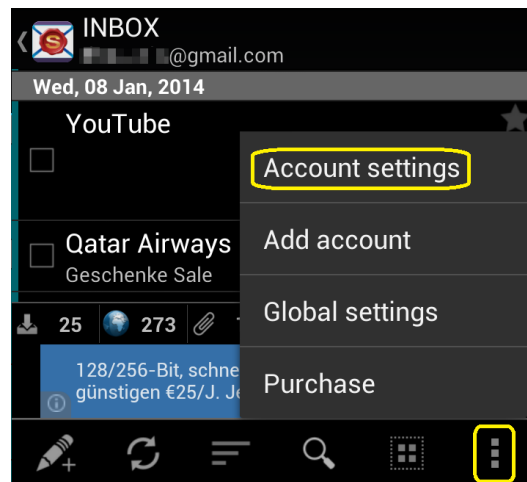 INBOX
@gmail.com
Wed, 08 Jan, 2014
YouTube
Account settings
Add account
Qatar Airways
Geschenke Sale
Global settings
25 273
128/256-Bit, schne
günstigen €25/J. Je
Purchase